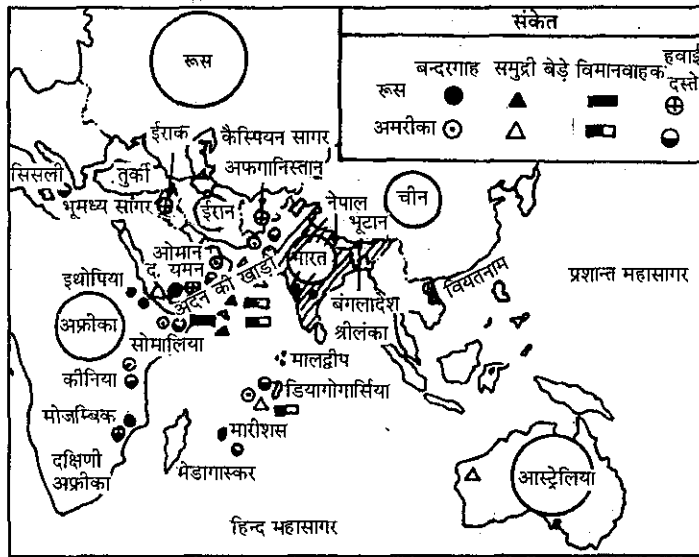 संकेत
बन्दरगाह समुद्री बेड़े विमानवाहक हवाई दस्ते
रूस
अमरीका
रूस
ईराक
कैस्पियन सागर
सिसली
तुर्की
अफगानिस्तान
भूमध्य सागर
ईरान
नेपाल
चीन
भूटान
ओमान
भारत
द. यमन
इथोपिया
अदन की खाड़ी
वियतनाम
प्रशान्त महासागर
बंगलादेश
अफ्रीका
श्रीलंका
सोमालिया
मालद्वीप
कीनिया
डियागोगार्सिया
मोजम्बिक
मारीशस
दक्षिणी
अफ्रीका
मेडागास्कर
आस्ट्रेलिया
हिन्द महासागर